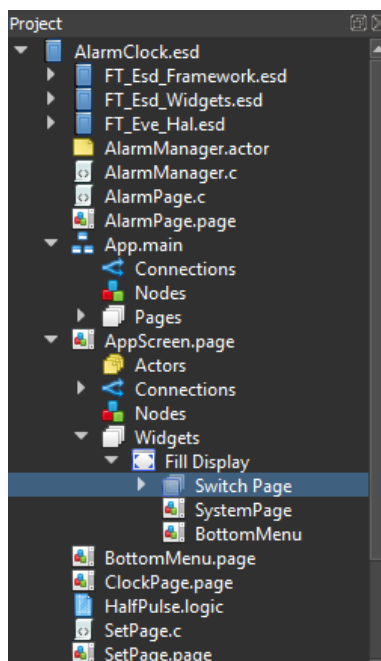 Project
AlarmClock.esd
FT_Esd_Framework.esd
FT_Esd_Widgets.esd
FT_Eve_Hal.esd
AlarmManager.actor
AlarmManager.c
AlarmPage.c
AlarmPage.page
App.main
Connections
Nodes
Pages
AppScreen.page
Actors
Connections
Nodes
Widgets
Fill Display
Switch Page
SystemPage
BottomMenu
BottomMenu.page
ClockPage.page
HalfPulse.logic
SetPage.c
SetPage.page